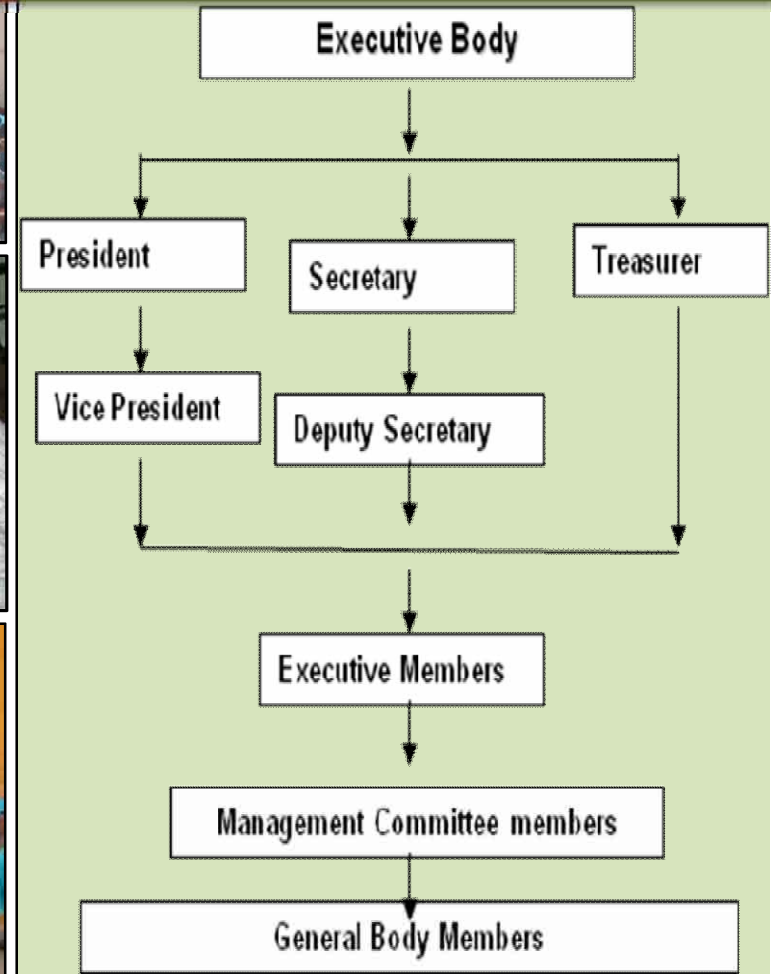 Executive Body
President
Secretary
Treasurer
Vice President
Deputy Secretary
Executive Members
Management Committee members
General Body Members